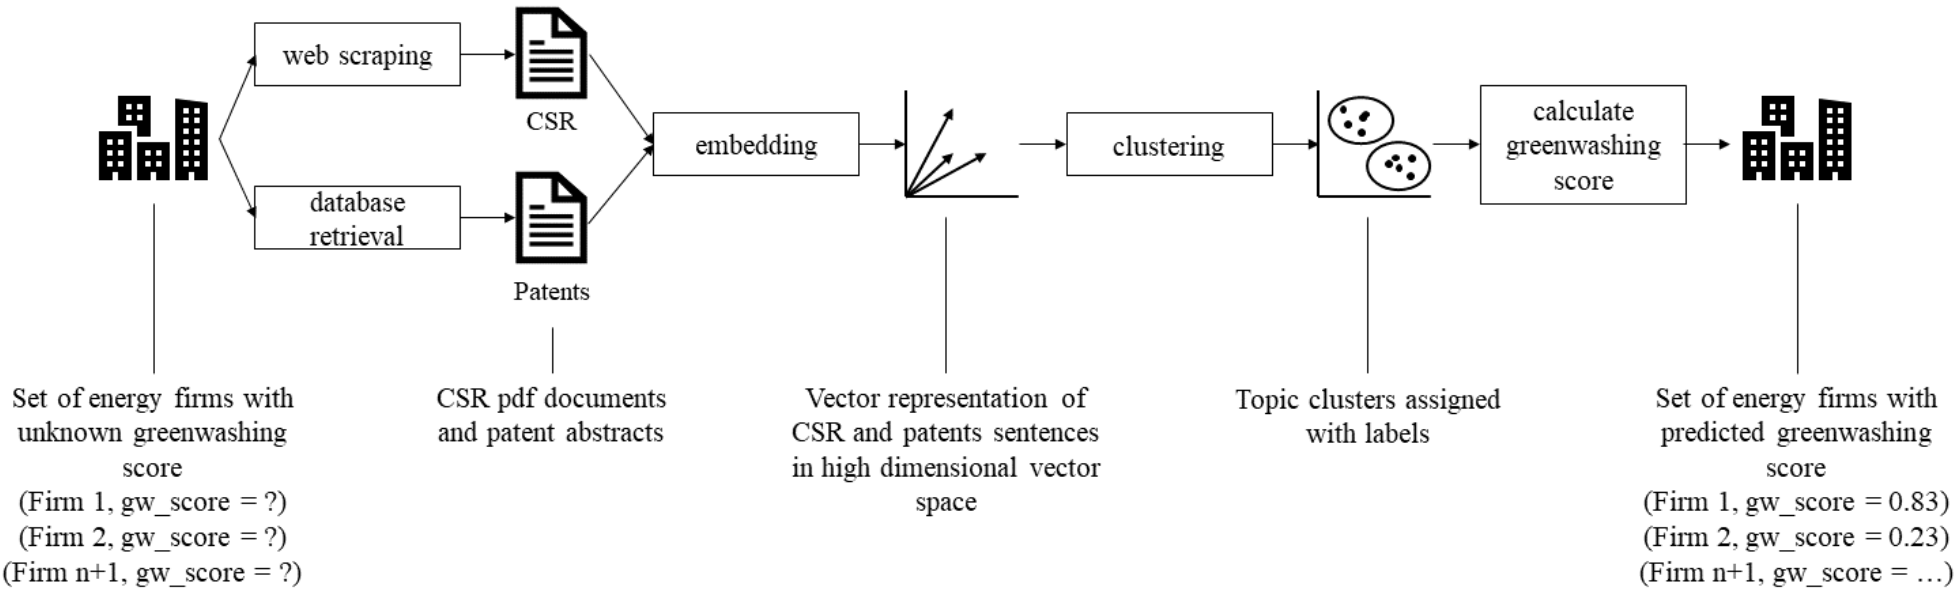 web scraping
CSR
database
retrieval
Patents
embedding
clustering
calculate
greenwashing
score
Set of energy firms with
unknown greenwashing
score
(Firm 1, gw_score = ?)
(Firm 2, gw_score = ?)
(Firm n+1, gw_score = ?)
CSR pdf documents
and patent abstracts
Vector representation of
CSR and patents sentences
in high dimensional vector
space
Topic clusters assigned
with labels
Set of energy firms with
predicted greenwashing
score
(Firm 1, gw_score = 0.83)
(Firm 2, gw_score = 0.23)
(Firm n+1, gw_score = …)